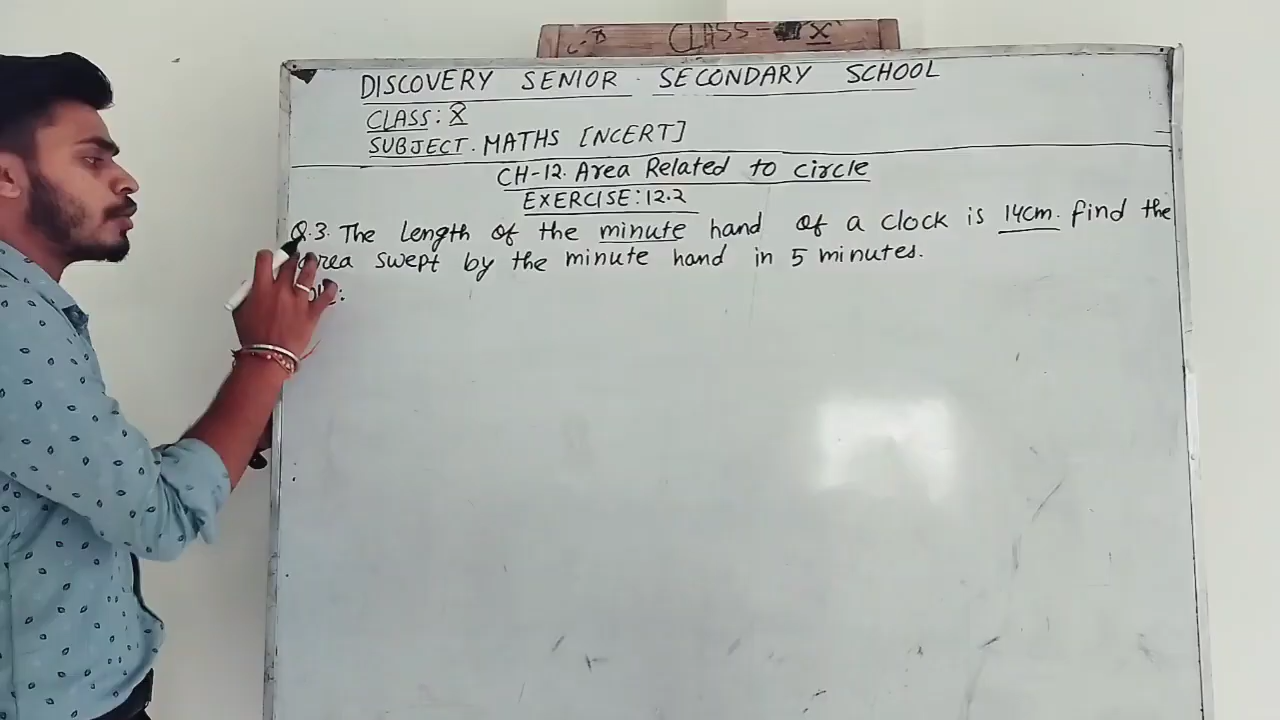 CLASS - X
DISCOVERY SENIOR SECONDARY SCHOOL
CLASS: X
SUBJECT. MATHS [NCERT]
CH-12. Area Related to circle
EXERCISE: 12.2
Q.3. The length of the minute hand of a clock is 14cm. find the
area swept by the minute hand in 5 minutes.